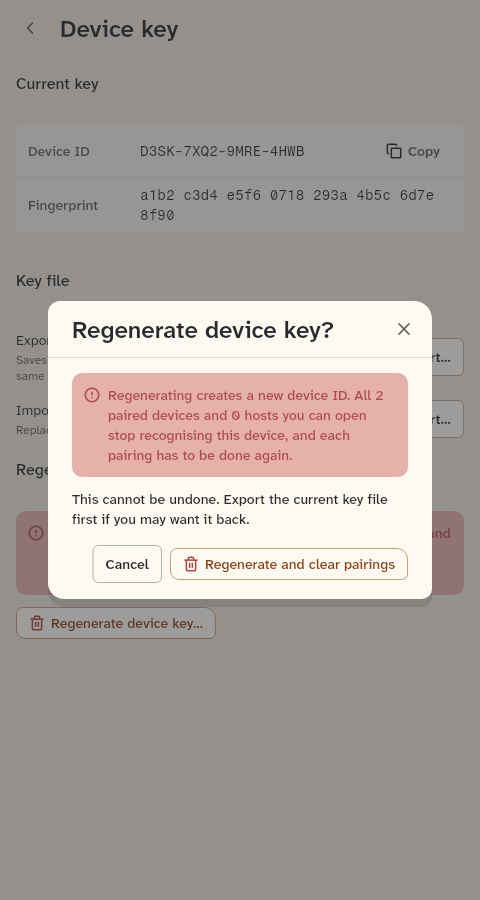 Device key
Current key
Device ID
D3SK-7XQ2-9MRE-4HWB
Copy
Fingerprint
a1b2 c3d4 e5f6 0718 293a 4b5c 6d7e
8f90
Key file
Regenerate device key?
Regenerating creates a new device ID. All 2
paired devices and 0 hosts you can open
stop recognising this device, and each
pairing has to be done again.
This cannot be undone. Export the current key file
first if you may want it back.
Cancel
Regenerate and clear pairings
Saves
same
Regenerate device key...